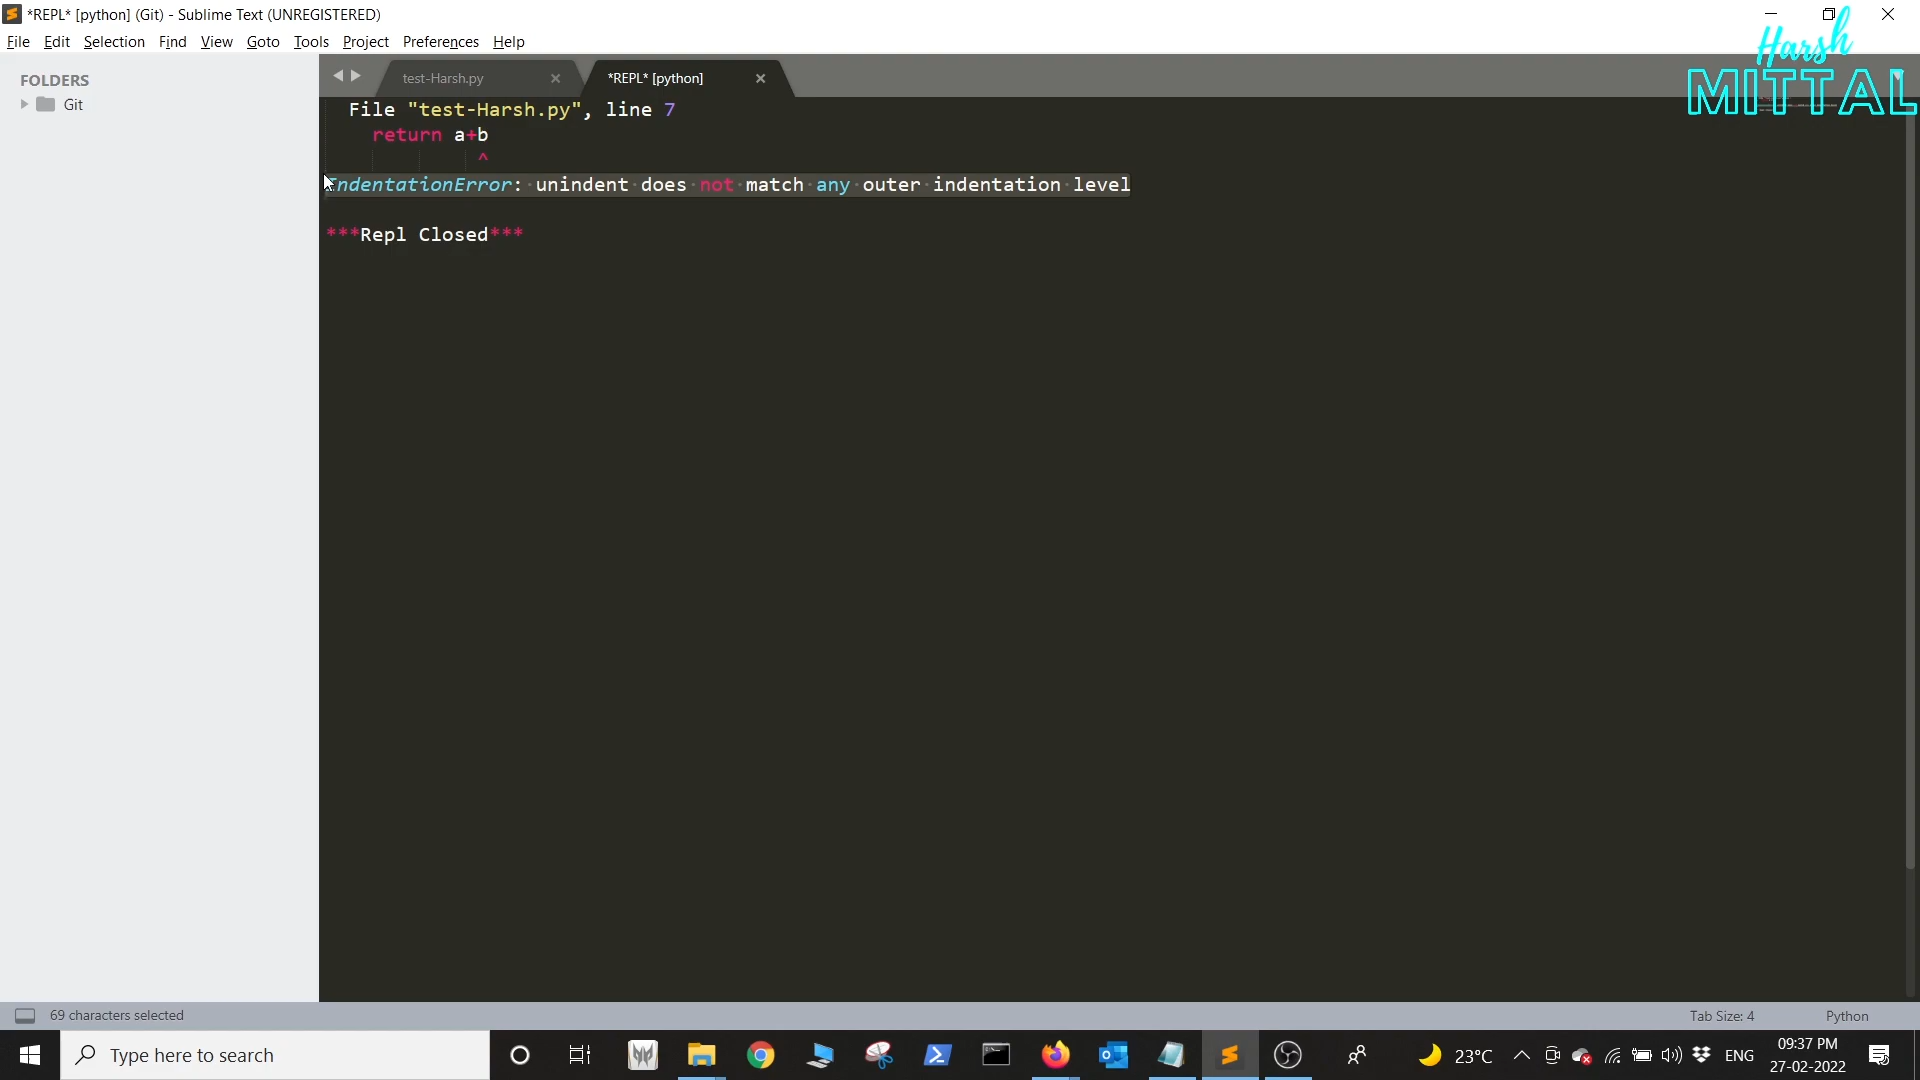 *REPL* [python] (Git) - Sublime Text (UNREGISTERED)
File Edit Selection Find View Goto Tools Project Preferences Help
Harsh
MITTAL
FOLDERS
Git
test-Harsh.py
*REPL* [python]
File "test-Harsh.py", line 7
return a+b
^
IndentationError: unindent does not match any outer indentation level
***Repl Closed***
69 characters selected
Tab Size: 4
Python
Type here to search
23°C
ENG
09:37 PM
27-02-2022